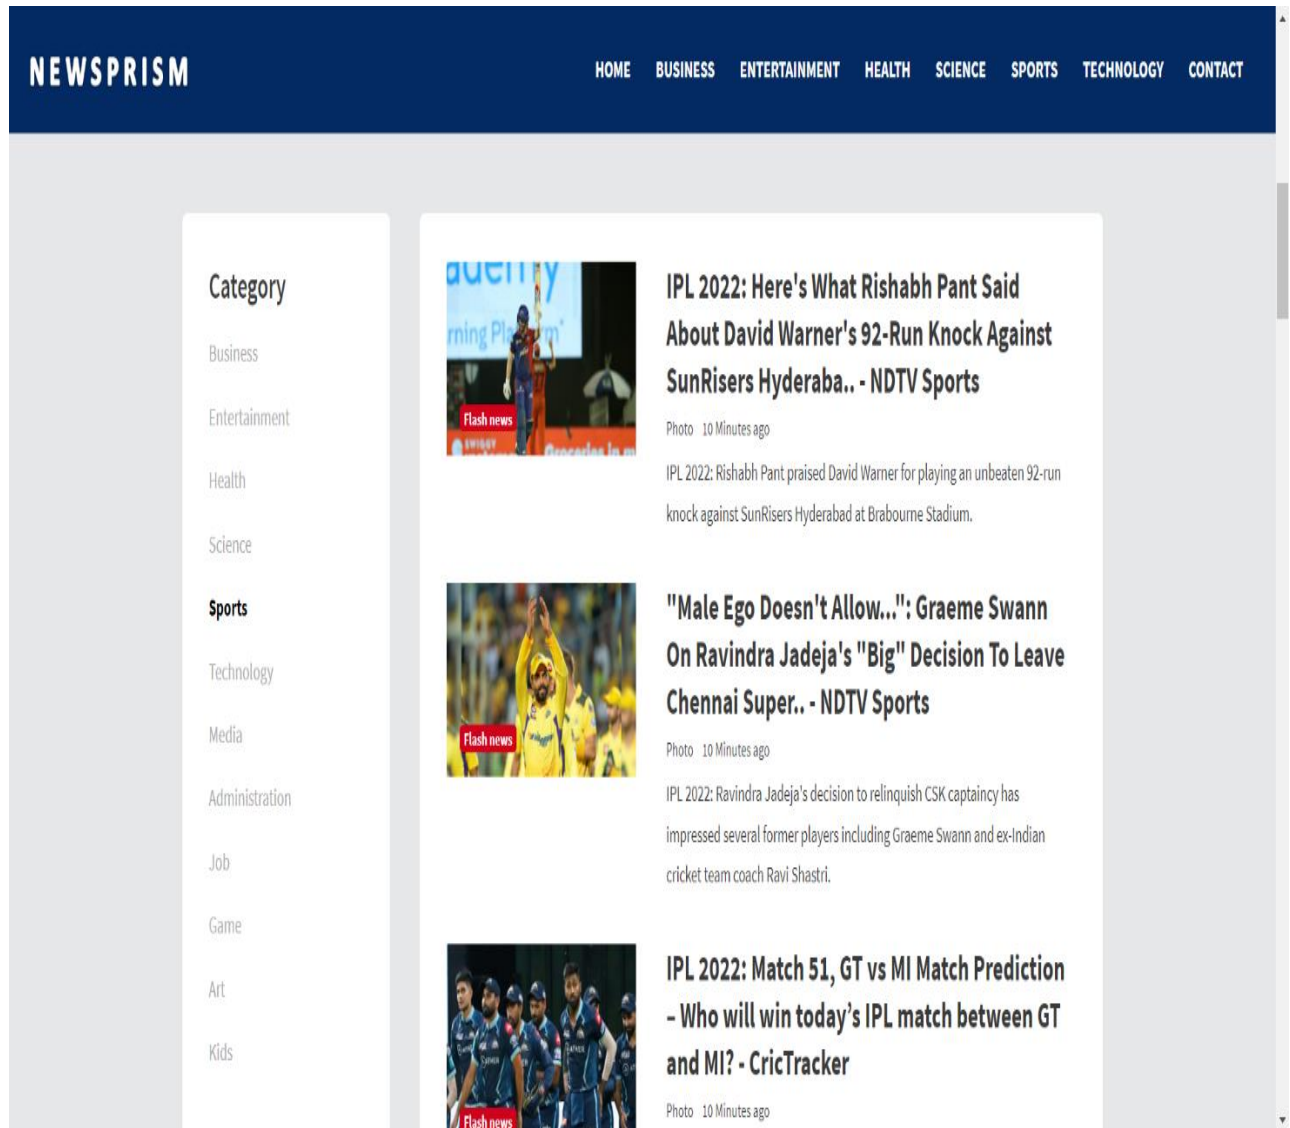 NEWSPRISM
HOME BUSINESS ENTERTAINMENT HEALTH SCIENCE SPORTS TECHNOLOGY CONTACT
Category
Business
Entertainment
Health
Science
Sports
Technology
Media
Administration
Job
Game
Art
Kids
Flash news
IPL 2022: Here's What Rishabh Pant Said
About David Warner's 92-Run Knock Against
SunRisers Hyderaba.. - NDTV Sports
Photo 10 Minutes ago
IPL 2022: Rishabh Pant praised David Warner for playing an unbeaten 92-run
knock against SunRisers Hyderabad at Brabourne Stadium.
Flash news
"Male Ego Doesn't Allow...": Graeme Swann
On Ravindra Jadeja's "Big" Decision To Leave
Chennai Super.. - NDTV Sports
Photo 10 Minutes ago
IPL 2022: Ravindra Jadeja's decision to relinquish CSK captaincy has
impressed several former players including Graeme Swann and ex-Indian
cricket team coach Ravi Shastri.
Flash news
IPL 2022: Match 51, GT vs MI Match Prediction
– Who will win today’s IPL match between GT
and MI? - CricTracker
Photo 10 Minutes ago